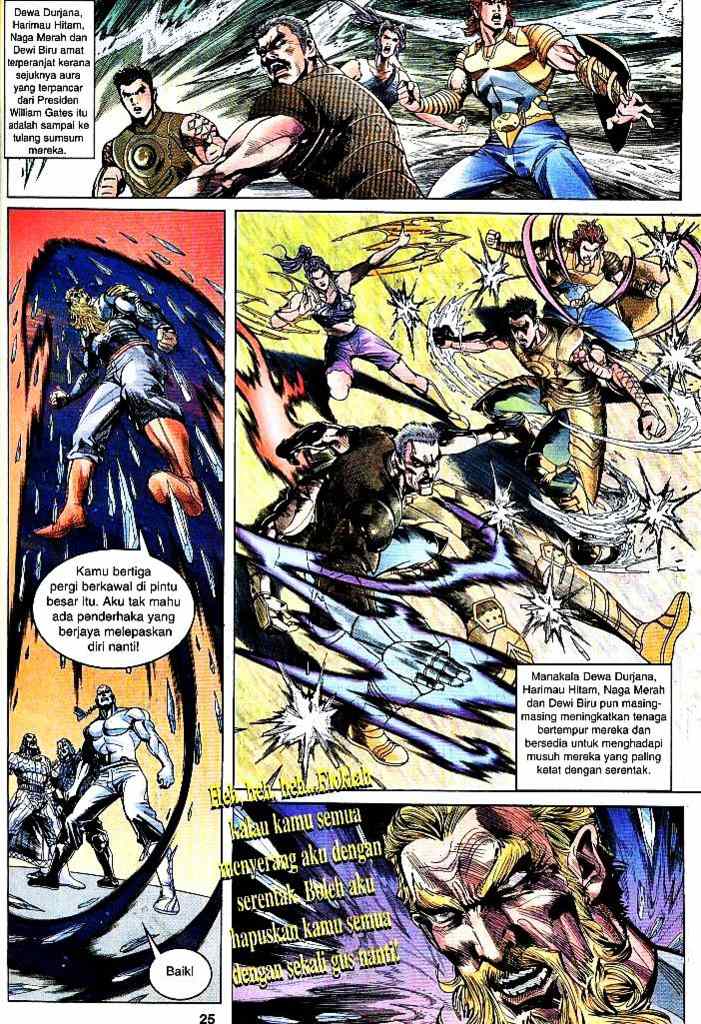 Dewa Durjana,
Harimau Hitam,
Naga Merah dan
Dewi Biru amat
terperanjat kerana
sejuknya aura
yang terpancar
dari Presiden
William Gates itu
adalah sampai ke
tulang sumsum
mereka.
Kamu bertiga
pergi berkawal di pintu
besar itu. Aku tak mahu
ada penderhaka yang
berjaya melepaskan
diri nanti!
Baik!
Manakala Dewa Durjana,
Harimau Hitam, Naga Merah
dan Dewi Biru pun masing-
masing meningkatkan tenaga
bertempur mereka dan
bersedia untuk menghadapi
musuh mereka yang paling
ketat dengan serentak.
Heh, heh, heh...Eloklah
kalau kamu semua
menyerang aku dengan
serentak. Boleh aku
hapuskan kamu semua
dengan sekali gus nanti!
25